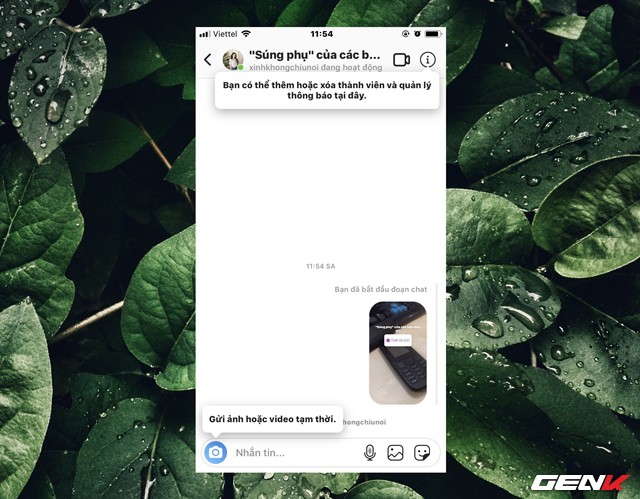 Viettel 11:54
"Súng phụ" của các b...
xinhkhongchiunoi đang hoạt động
Bạn có thể thêm hoặc xóa thành viên và quản lý
thông báo tại đây.
11:54 SA
Bạn đã bắt đầu đoạn chat
Gửi ảnh hoặc video tạm thời.
hongchiunoi
Nhắn tin...
GENK